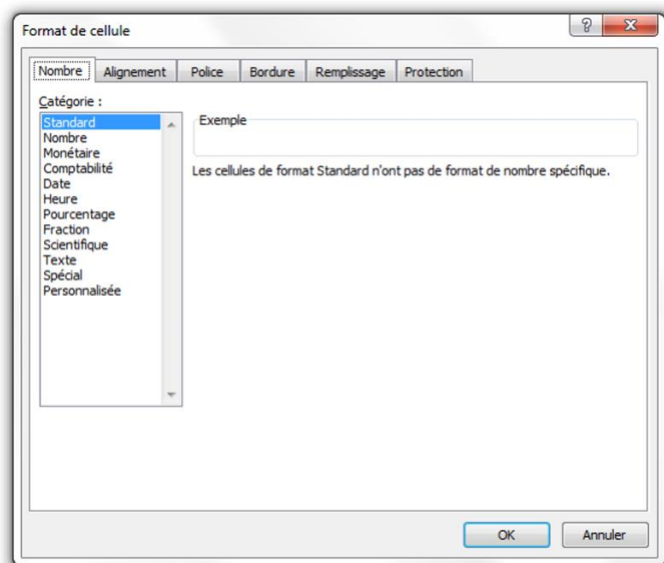 Format de cellule
?
Nombre Alignement Police Bordure Remplissage Protection
Catégorie :
Standard
Nombre
Monétaire
Comptabilité
Date
Heure
Pourcentage
Fraction
Scientifique
Texte
Spécial
Personnalisée
Exemple
Les cellules de format Standard n'ont pas de format de nombre spécifique.
OK Annuler